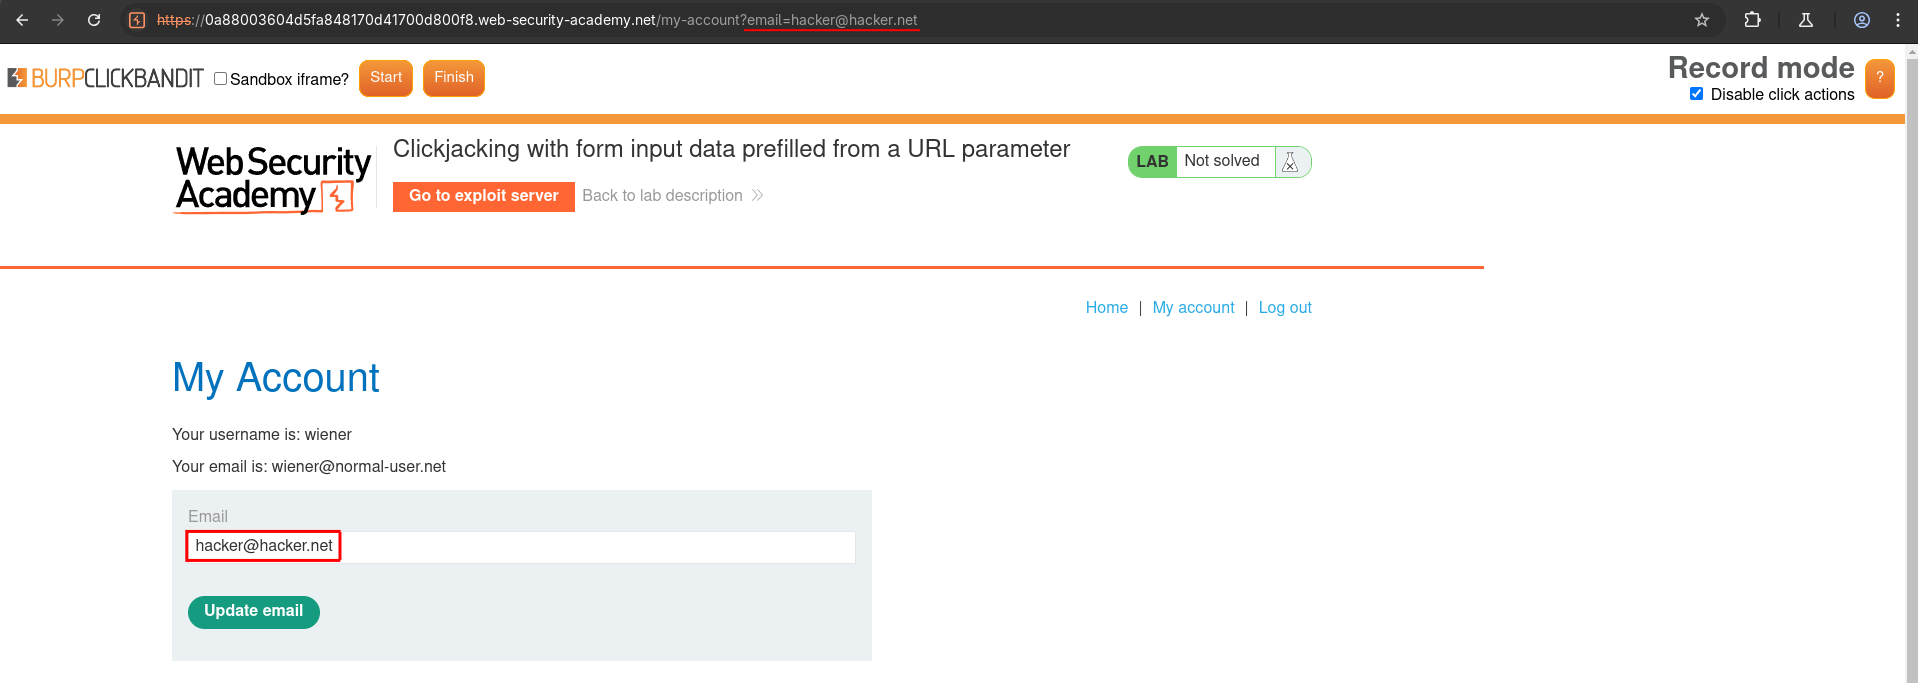 https://0a88003604d5fa848170d41700d800f8.web-security-academy.net/my-account?email=hacker@hacker.net
BURPCLICKBANDIT Sandbox iframe? Start Finish
Record mode
Disable click actions
?
Web Security
Academy
Clickjacking with form input data prefilled from a URL parameter
Go to exploit server Back to lab description
LAB Not solved
Home | My account | Log out
My Account
Your username is: wiener
Your email is: wiener@normal-user.net
Email
hacker@hacker.net
Update email